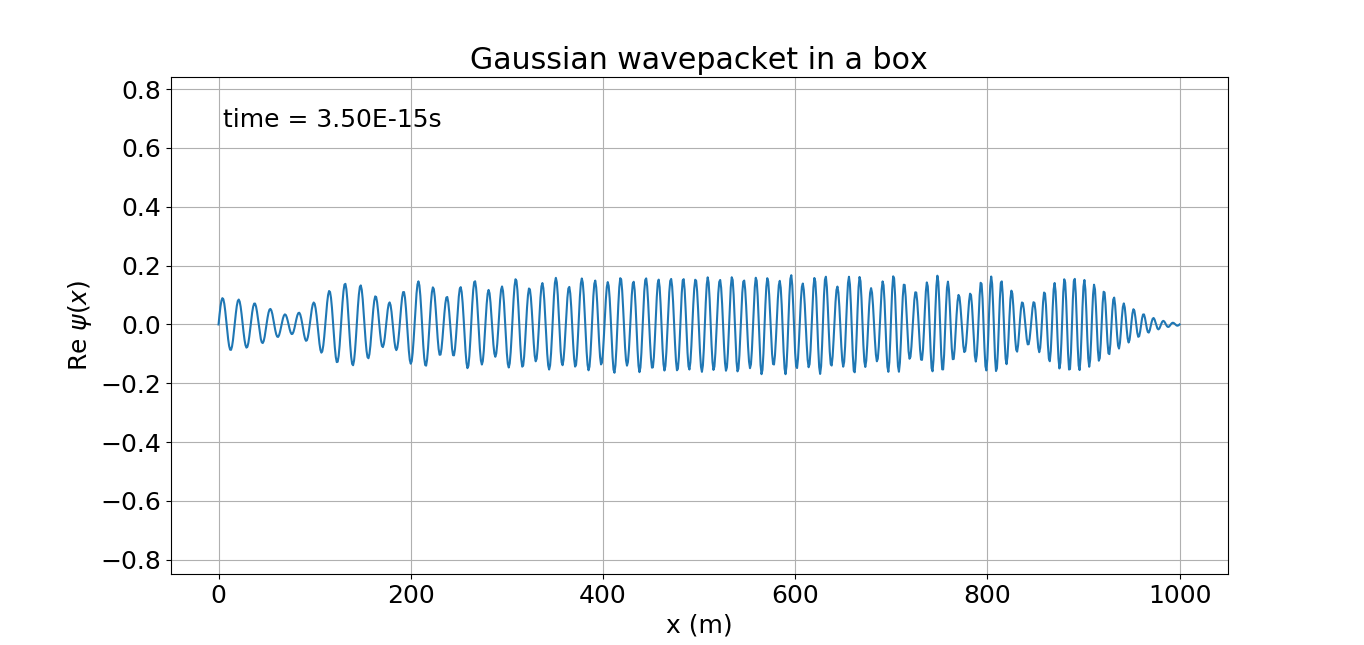 Gaussian wavepacket in a box
time = 3.50E-15s
Re ψ(x)
0.8
0.6
0.4
0.2
0.0
−0.2
−0.4
−0.6
−0.8
0 200 400 600 800 1000
x (m)